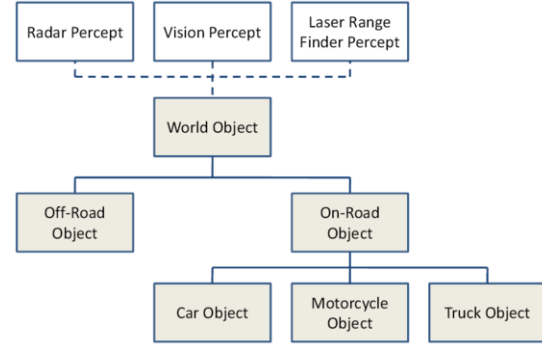 Radar Percept
Vision Percept
Laser Range
Finder Percept
World Object
Off-Road
Object
On-Road
Object
Car Object
Motorcycle
Object
Truck Object